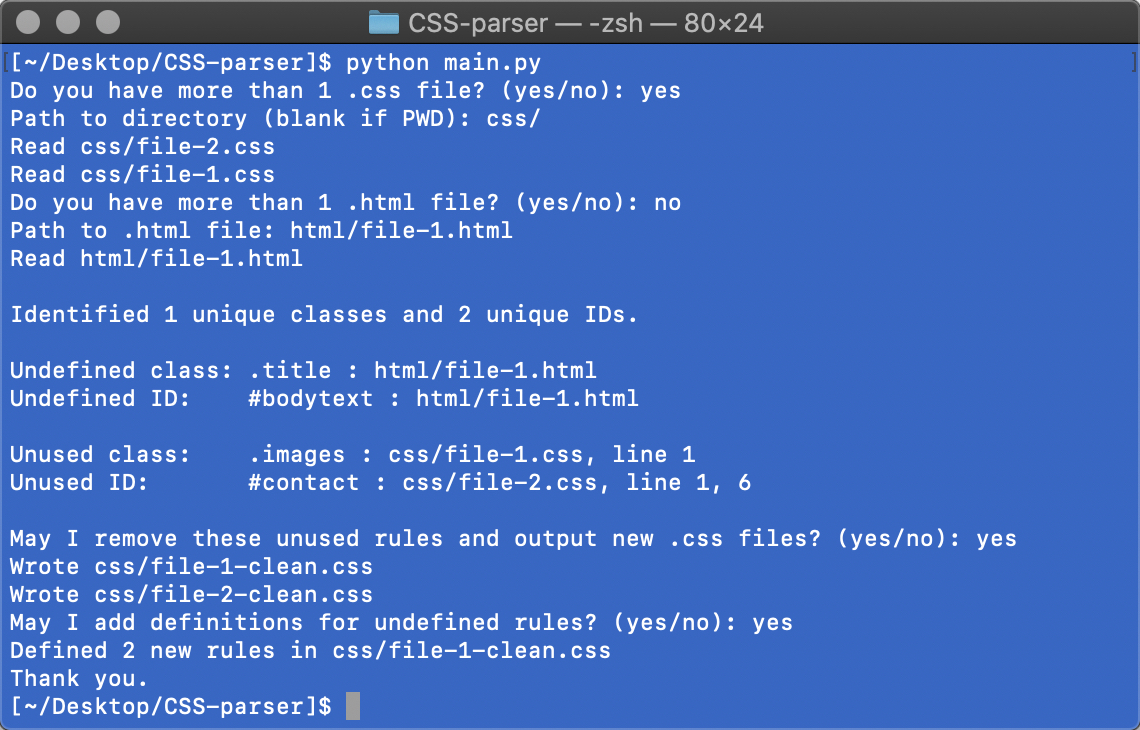 CSS-parser — -zsh — 80×24
[~/Desktop/CSS-parser]$ python main.py
Do you have more than 1 .css file? (yes/no): yes
Path to directory (blank if PWD): css/
Read css/file-2.css
Read css/file-1.css
Do you have more than 1 .html file? (yes/no): no
Path to .html file: html/file-1.html
Read html/file-1.html
Identified 1 unique classes and 2 unique IDs.
Undefined class: .title : html/file-1.html
Undefined ID:    #bodytext : html/file-1.html
Unused class:    .images : css/file-1.css, line 1
Unused ID:       #contact : css/file-2.css, line 1, 6
May I remove these unused rules and output new .css files? (yes/no): yes
Wrote css/file-1-clean.css
Wrote css/file-2-clean.css
May I add definitions for undefined rules? (yes/no): yes
Defined 2 new rules in css/file-1-clean.css
Thank you.
[~/Desktop/CSS-parser]$